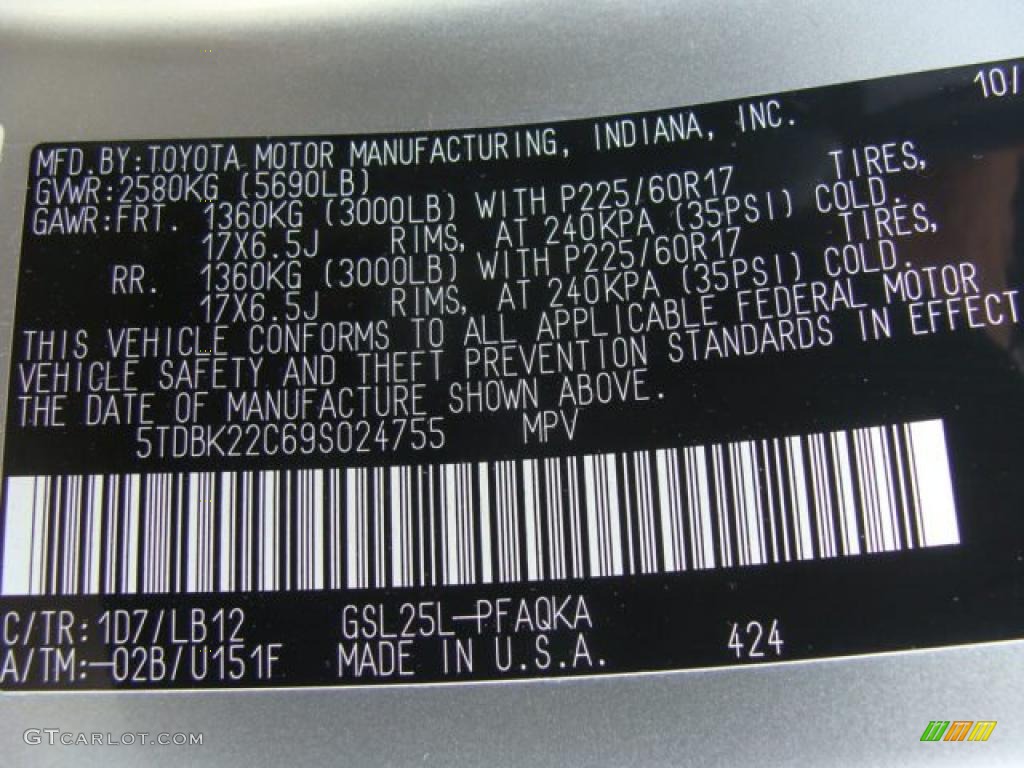 10/
MFD.BY:TOYOTA MOTOR MANUFACTURING, INDIANA, INC.
GVWR:2580KG (5690LB)
GAWR:FRT. 1360KG (3000LB) WITH P225/60R17 TIRES,
17X6.5J RIMS, AT 240KPA (35PSI) COLD.
RR. 1360KG (3000LB) WITH P225/60R17 TIRES,
17X6.5J RIMS, AT 240KPA (35PSI) COLD.
THIS VEHICLE CONFORMS TO ALL APPLICABLE FEDERAL MOTOR
VEHICLE SAFETY AND THEFT PREVENTION STANDARDS IN EFFECT
THE DATE OF MANUFACTURE SHOWN ABOVE.
5TDBK22C69S024755 MPV
C/TR:1D7/LB12 GSL25L-PFAQKA
A/TM:-02B/U151F MADE IN U.S.A. 424
GTCARLOT.COM